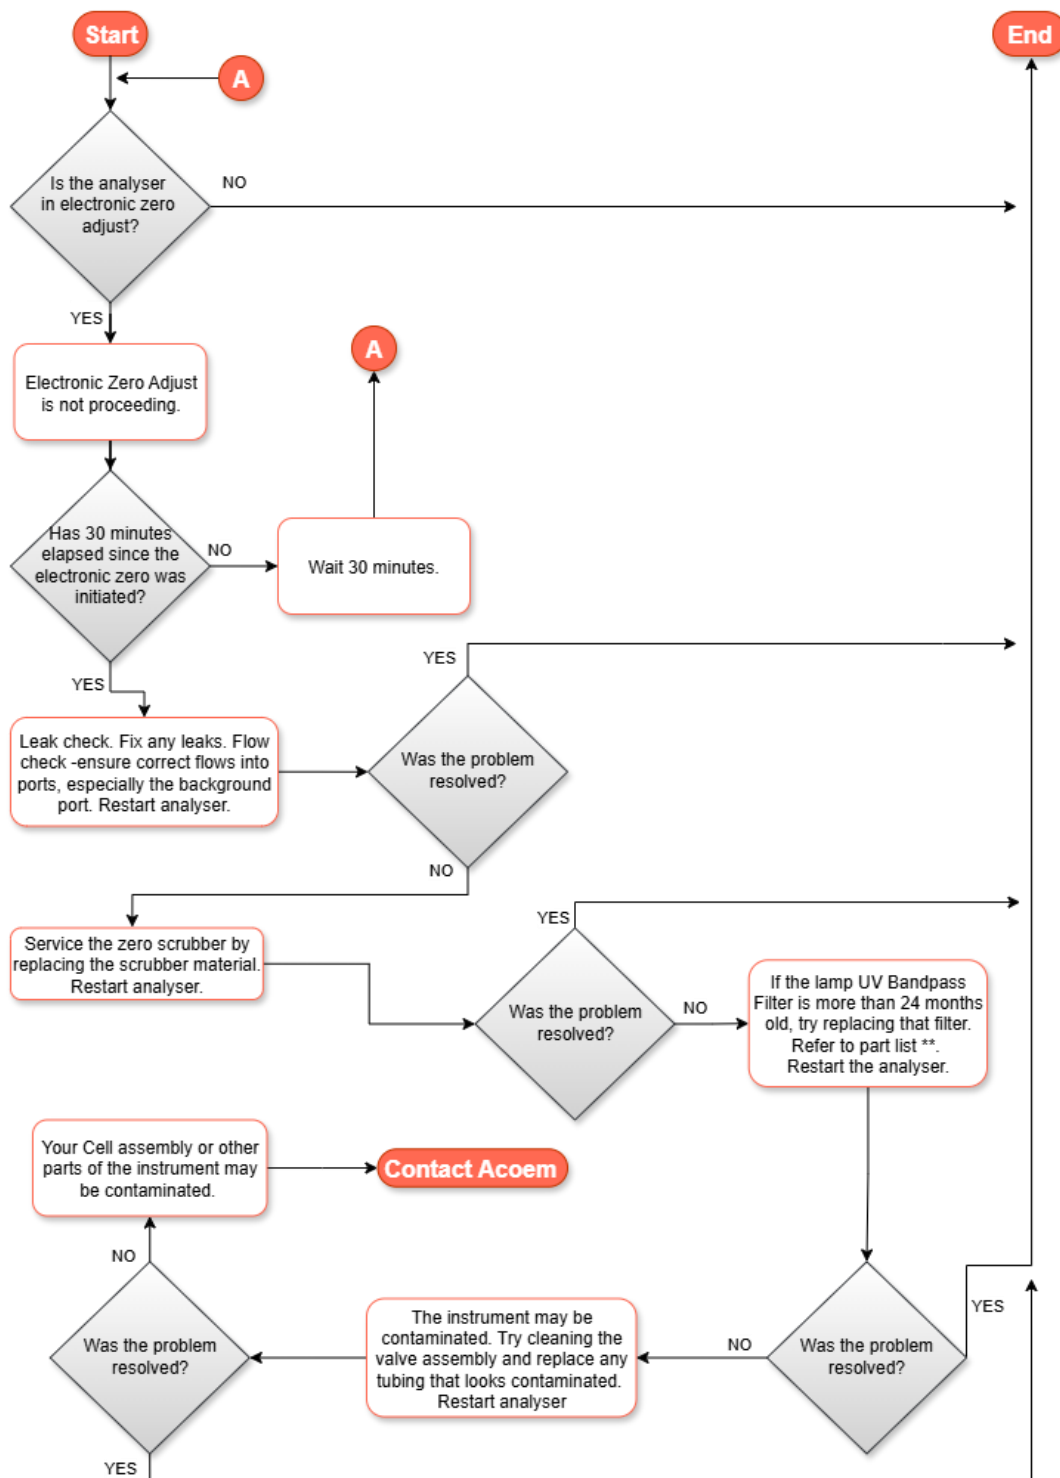 Start
End
A
Is the analyser
in electronic zero
adjust?
NO
YES
Electronic Zero Adjust
is not proceeding.
A
Has 30 minutes
elapsed since the
electronic zero was
initiated?
NO
Wait 30 minutes.
YES
YES
Leak check. Fix any leaks. Flow
check -ensure correct flows into
ports, especially the background
port. Restart analyser.
Was the problem
resolved?
NO
YES
Service the zero scrubber by
replacing the scrubber material.
Restart analyser.
Was the problem
resolved?
NO
If the lamp UV Bandpass
Filter is more than 24 months
old, try replacing that filter.
Refer to part list **.
Restart the analyser.
Your Cell assembly or other
parts of the instrument may
be contaminated.
Contact Acoem
NO
Was the problem
resolved?
The instrument may be
contaminated. Try cleaning the
valve assembly and replace any
tubing that looks contaminated.
Restart analyser
NO
Was the problem
resolved?
YES
YES